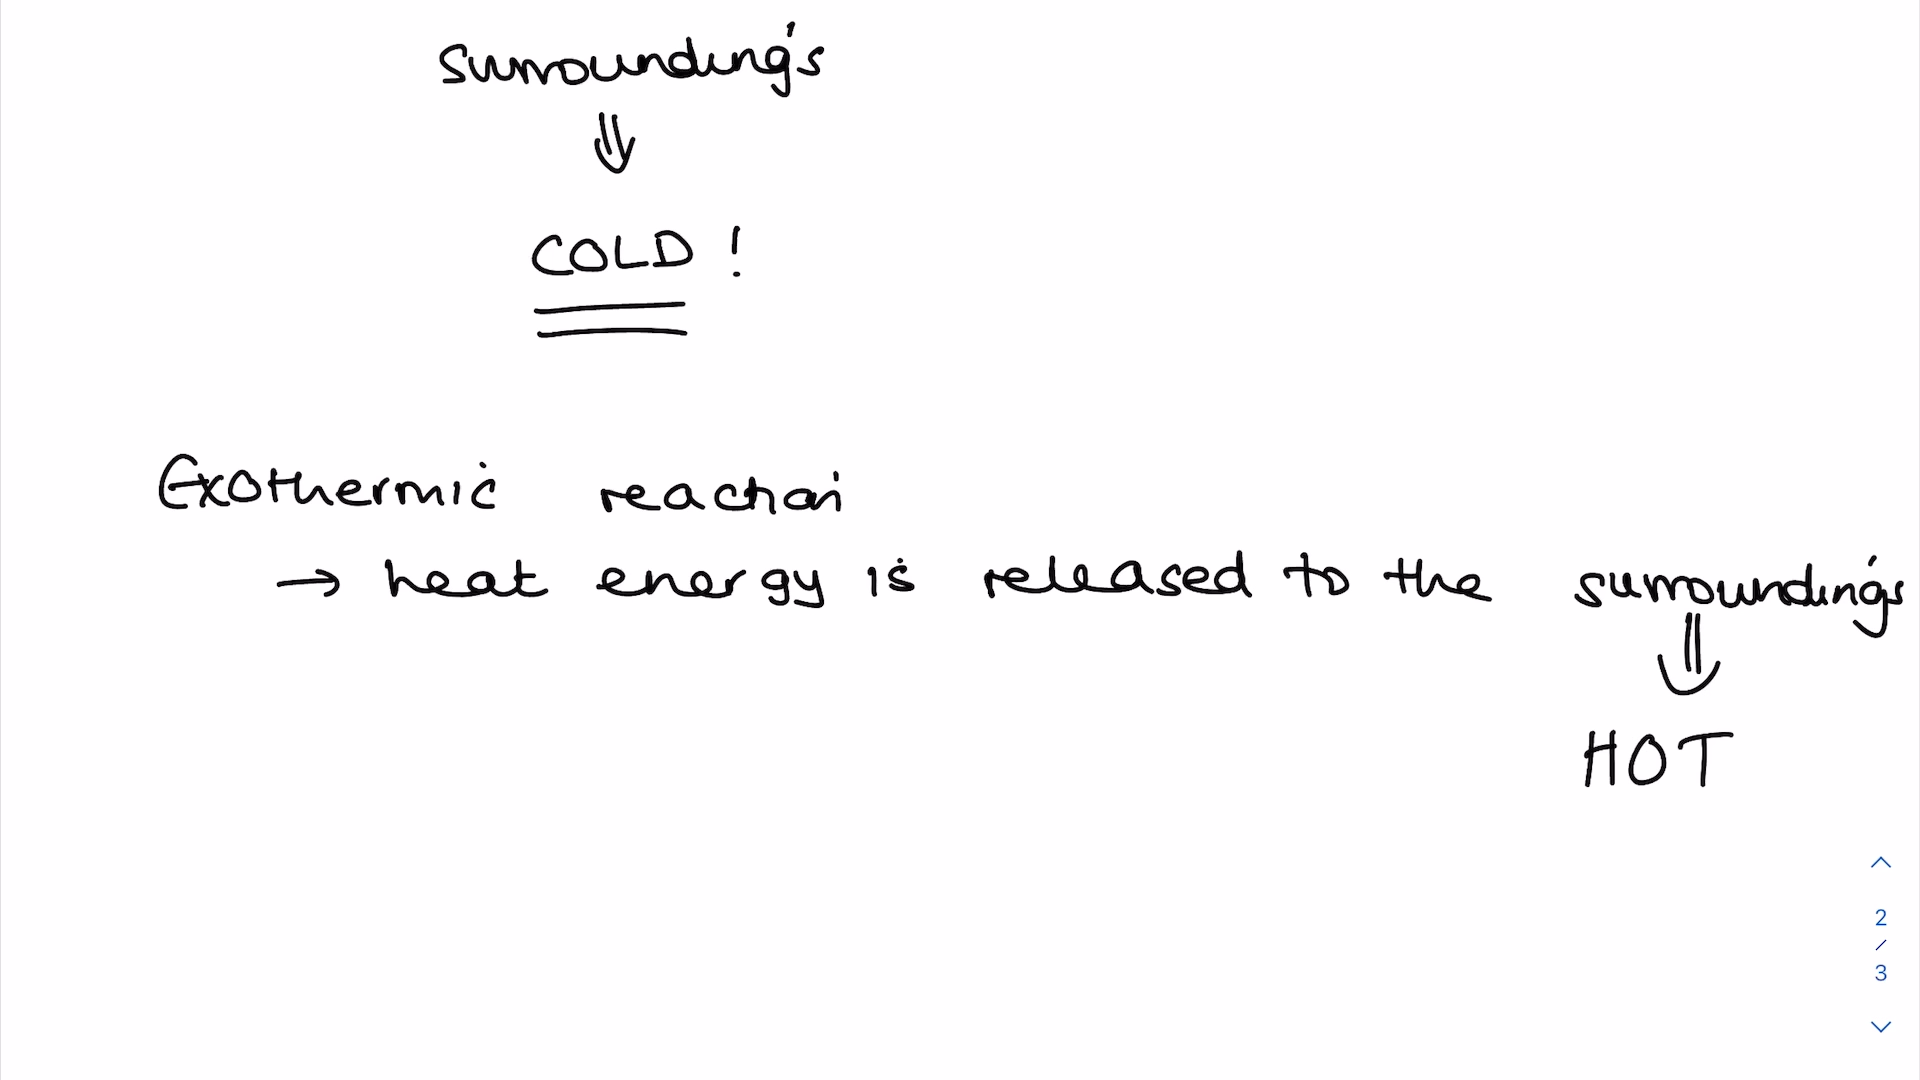 surroundings
⇓
COLD !
Exothermic reaction
→ heat energy is released to the surroundings
⇓
HOT
2
/
3